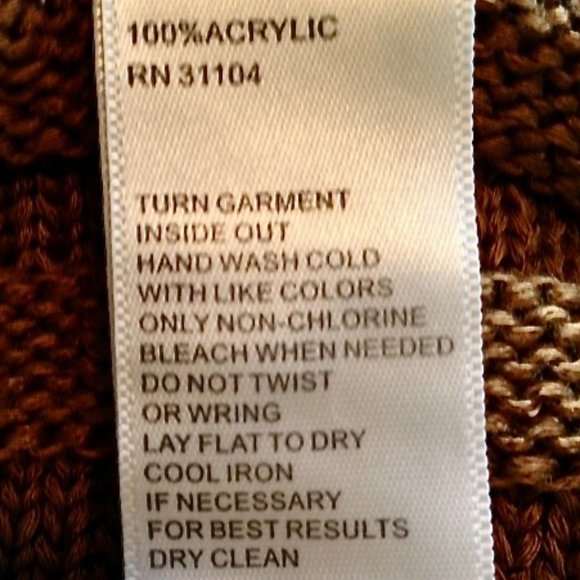 100%ACRYLIC
RN 31104
TURN GARMENT
INSIDE OUT
HAND WASH COLD
WITH LIKE COLORS
ONLY NON-CHLORINE
BLEACH WHEN NEEDED
DO NOT TWIST
OR WRING
LAY FLAT TO DRY
COOL IRON
IF NECESSARY
FOR BEST RESULTS
DRY CLEAN